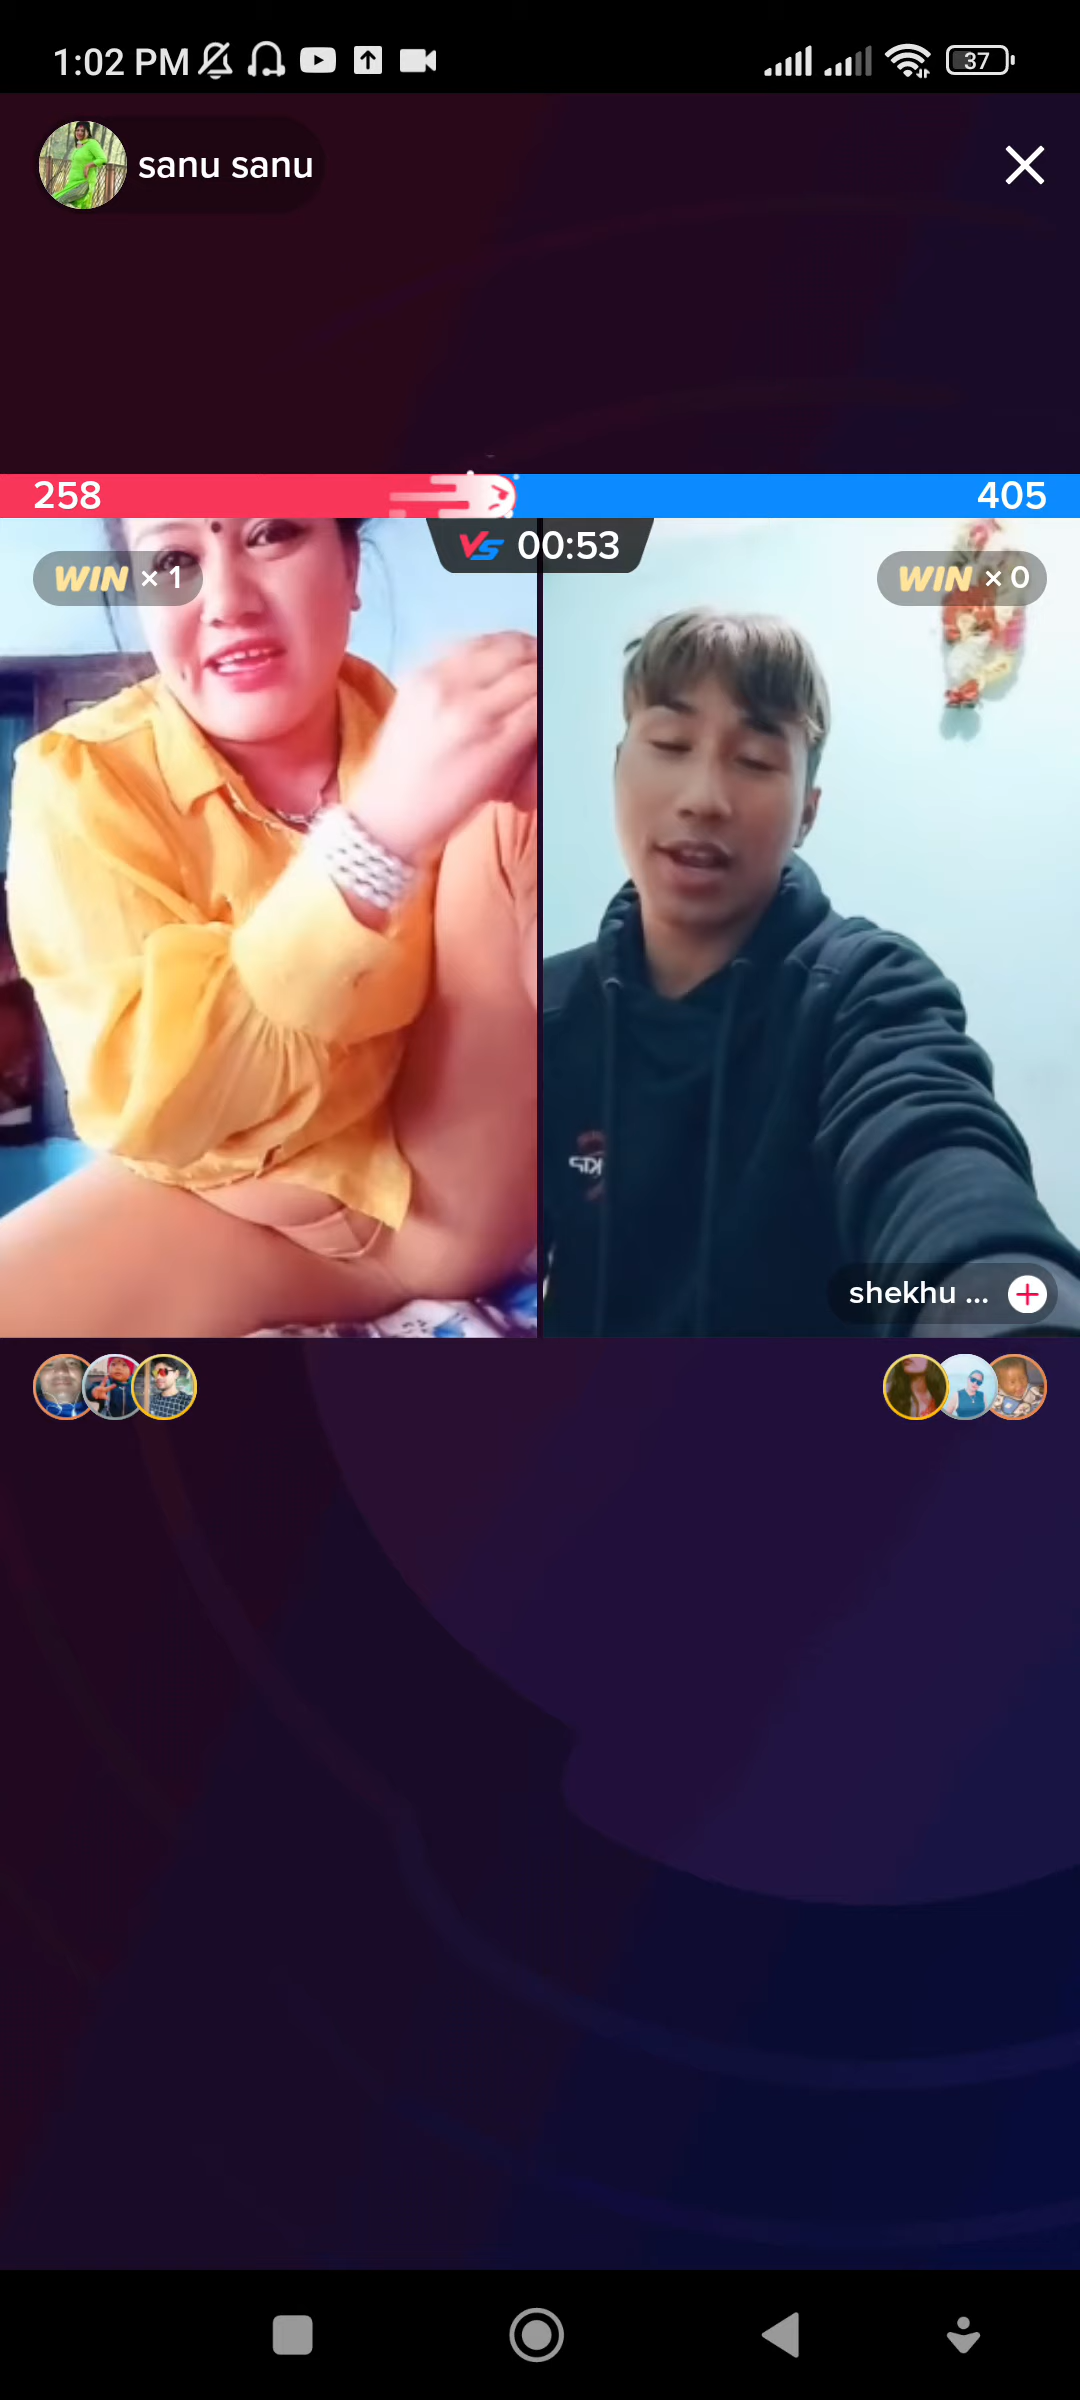 1:02 PM
37
sanu sanu
258
405
VS 00:53
WIN × 1
WIN × 0
shekhu ...